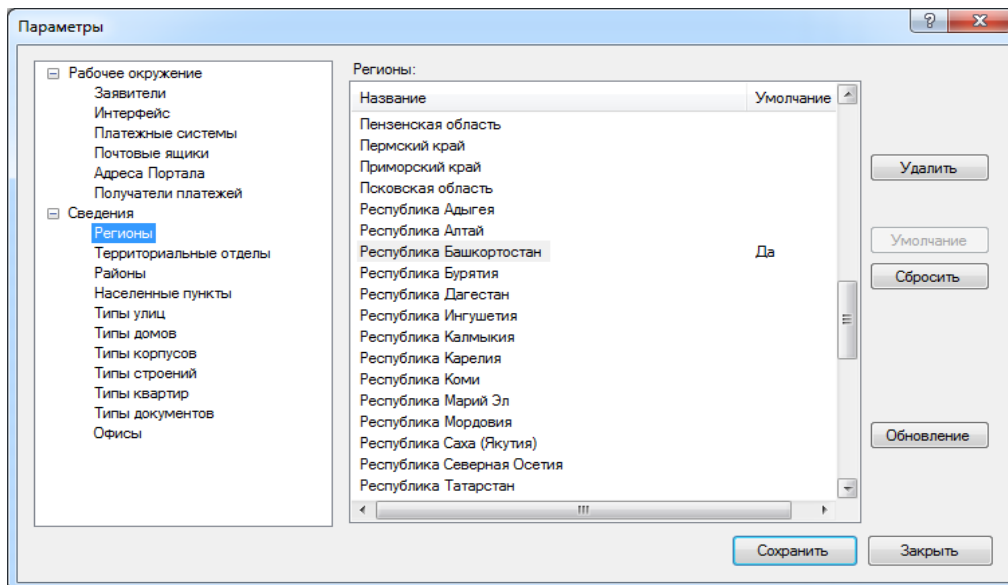 Параметры
Рабочее окружение
Заявители
Интерфейс
Платежные системы
Почтовые ящики
Адреса Портала
Получатели платежей
Сведения
Регионы
Территориальные отделы
Районы
Населенные пункты
Типы улиц
Типы домов
Типы корпусов
Типы строений
Типы квартир
Типы документов
Офисы
Регионы:
Название Умолчание
Пензенская область
Пермский край
Приморский край
Псковская область
Республика Адыгея
Республика Алтай
Республика Башкортостан Да
Республика Бурятия
Республика Дагестан
Республика Ингушетия
Республика Калмыкия
Республика Карелия
Республика Коми
Республика Марий Эл
Республика Мордовия
Республика Саха (Якутия)
Республика Северная Осетия
Республика Татарстан
Удалить
Умолчание
Сбросить
Обновление
Сохранить
Закрыть